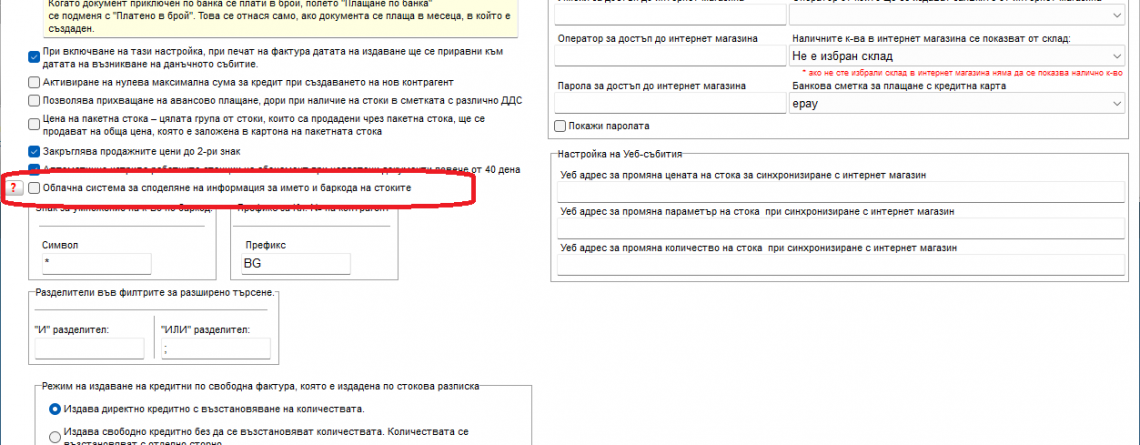 Когато документ приключен по банка се плати в брой, полето "Плащане по банка"
се подменя с "Платено в брой". Това се отнася само, ако документа се плаща в месеца, в който е
създаден.
При включване на тази настройка, при печат на фактура датата на издаване ще се приравни към
датата на възникване на данъчното събитие.
Активиране на нулева максимална сума за кредит при създаването на нов контрагент
Позволява прихващане на авансово плащане, дори при наличие на стоки в сметката с различно ДДС
Цена на пакетна стока – цялата група от стоки, които са продадени чрез пакетна стока, ще се
продават на обща цена, която е заложена в картона на пакетната стока
Закръглява продажните цени до 2-ри знак
от 40 дена
? Облачна система за споделяне на информация за името и баркода на стоките
Символ
*
Префикс
BG
Разделители във филтрите за разширено търсене.
"И" разделител:
"ИЛИ" разделител:
;
Режим на издаване на кредитни по свободна фактура, която е издадена по стокова разписка
Издава директно кредитно с възстановяване на количествата.
Издава свободно кредитно без да се възстановяват количествата. Количествата се
Оператор за достъп до интернет магазина
Наличните к-ва в интернет магазина се показват от склад:
Не е избран склад
* ако не сте избрали склад в интернет магазина няма да се показва налично к-во
Парола за достъп до интернет магазина
Банкова сметка за плащане с кредитна карта
epay
Покажи паролата
Настройка на Уеб-събития
Уеб адрес за промяна цената на стока за синхронизиране с интернет магазин
Уеб адрес за промяна параметър на стока при синхронизиране с интернет магазин
Уеб адрес за промяна количество на стока при синхронизиране с интернет магазин